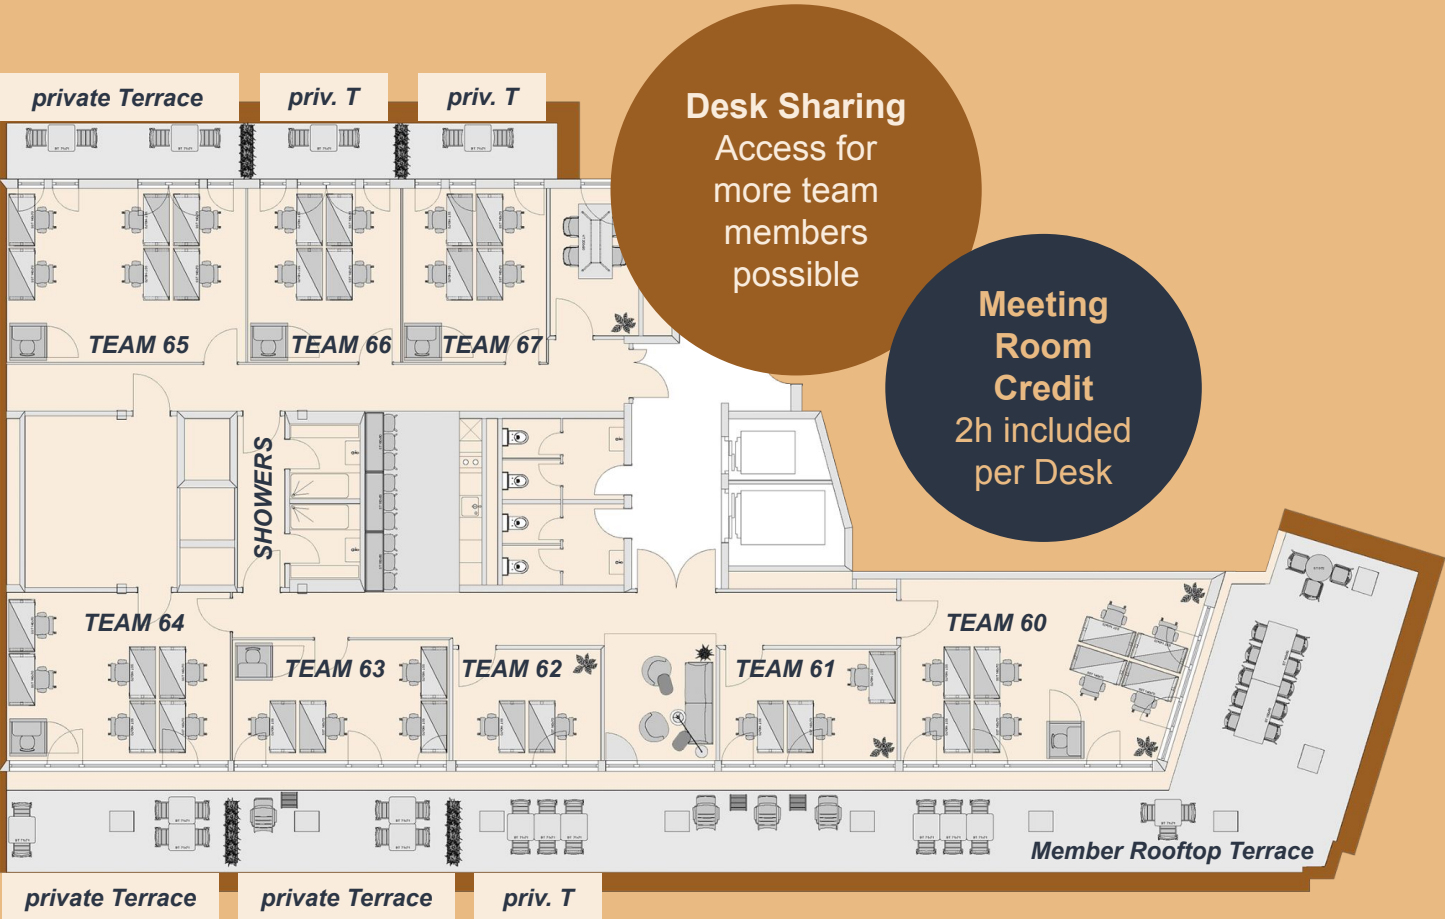 private Terrace
priv. T
priv. T
Desk Sharing
Access for
more team
members
possible
Meeting
Room
Credit
2h included
per Desk
TEAM 65
TEAM 66
TEAM 67
SHOWERS
TEAM 64
TEAM 63
TEAM 62
TEAM 61
TEAM 60
Member Rooftop Terrace
private Terrace
private Terrace
priv. T